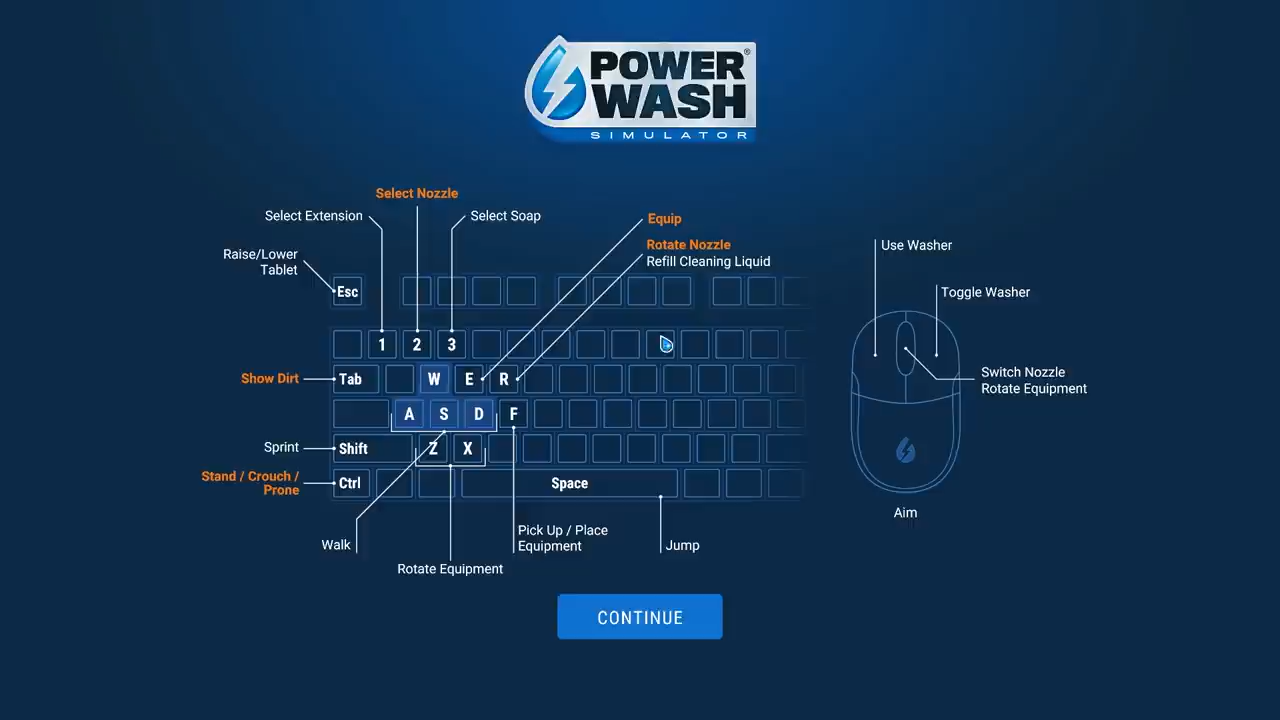 POWER®
WASH
SIMULATOR
Select Nozzle
Select Extension
Select Soap
Equip
Rotate Nozzle
Refill Cleaning Liquid
Use Washer
Raise/Lower
Tablet
Toggle Washer
Esc
1 2 3
Show Dirt
Tab W E R
Switch Nozzle
Rotate Equipment
A S D F
Sprint
Shift Z X
Stand / Crouch /
Prone
Ctrl Space
Aim
Walk
Pick Up / Place
Equipment
Jump
Rotate Equipment
CONTINUE